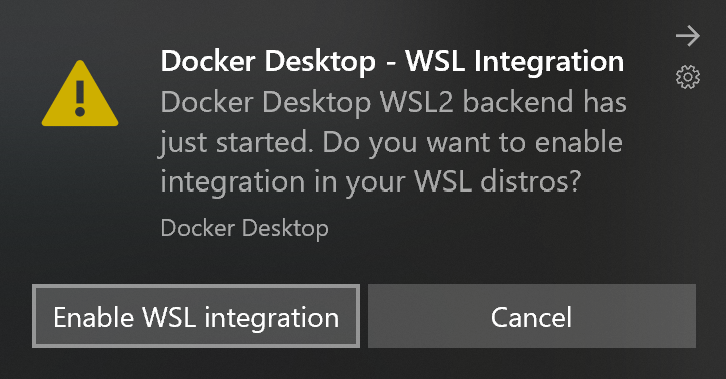 Docker Desktop - WSL Integration
Docker Desktop WSL2 backend has
just started. Do you want to enable
integration in your WSL distros?
Docker Desktop
Enable WSL integration
Cancel